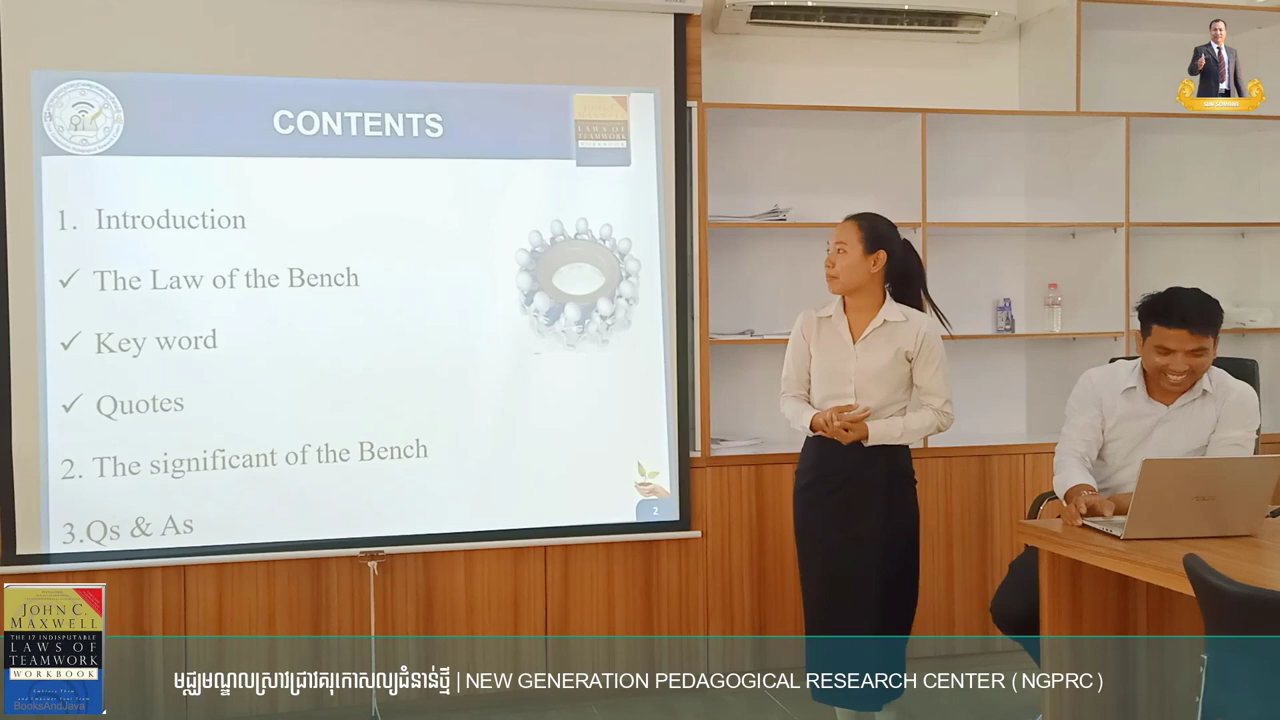 CONTENTS
1. Introduction
✓ The Law of the Bench
✓ Key word
✓ Quotes
2. The significant of the Bench
3.Qs & As
2
JOHN C.
MAXWELL
THE 17 INDISPUTABLE
LAWS OF
TEAMWORK
WORKBOOK
BooksAndJava
មជ្ឈមណ្ឌលស្រាវជ្រាវគរុកោសល្យជំនាន់ថ្មី | NEW GENERATION PEDAGOGICAL RESEARCH CENTER ( NGPRC )